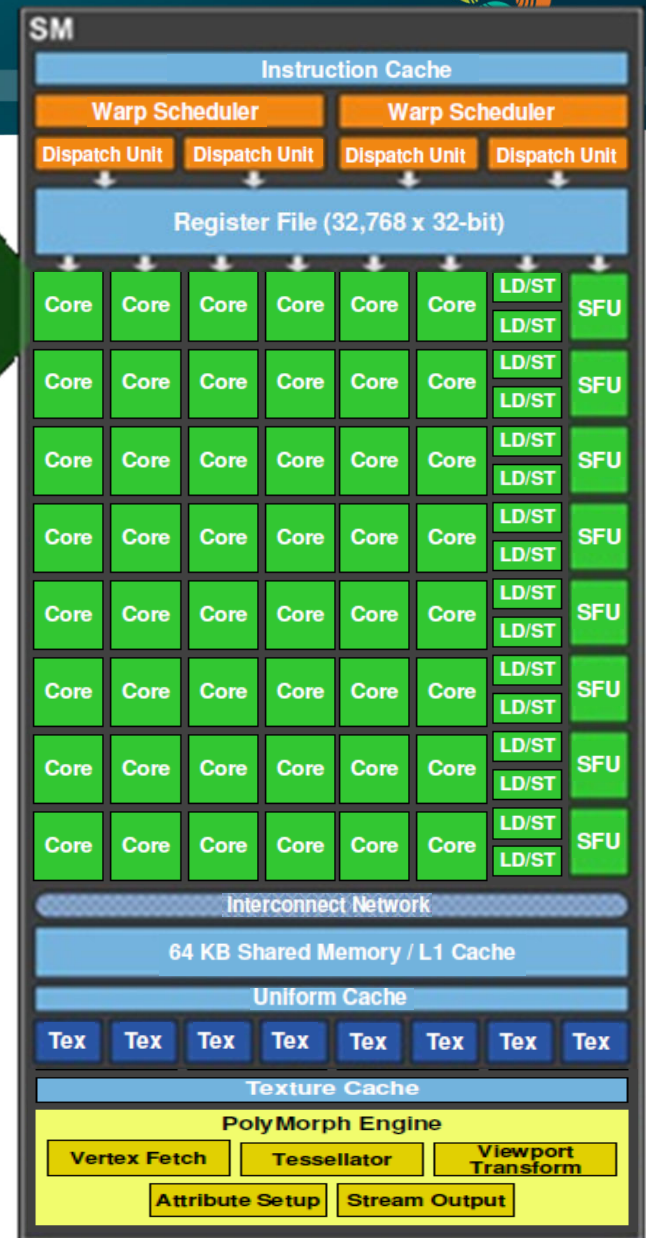 SM
Instruction Cache
Warp Scheduler Warp Scheduler
Dispatch Unit Dispatch Unit Dispatch Unit Dispatch Unit
Register File (32,768 x 32-bit)
Core Core Core Core Core Core LD/ST LD/ST SFU
Core Core Core Core Core Core LD/ST LD/ST SFU
Core Core Core Core Core Core LD/ST LD/ST SFU
Core Core Core Core Core Core LD/ST LD/ST SFU
Core Core Core Core Core Core LD/ST LD/ST SFU
Core Core Core Core Core Core LD/ST LD/ST SFU
Core Core Core Core Core Core LD/ST LD/ST SFU
Core Core Core Core Core Core LD/ST LD/ST SFU
Interconnect Network
64 KB Shared Memory / L1 Cache
Uniform Cache
Tex Tex Tex Tex Tex Tex Tex Tex
Texture Cache
PolyMorph Engine
Vertex Fetch Tessellator Viewport Transform
Attribute Setup Stream Output